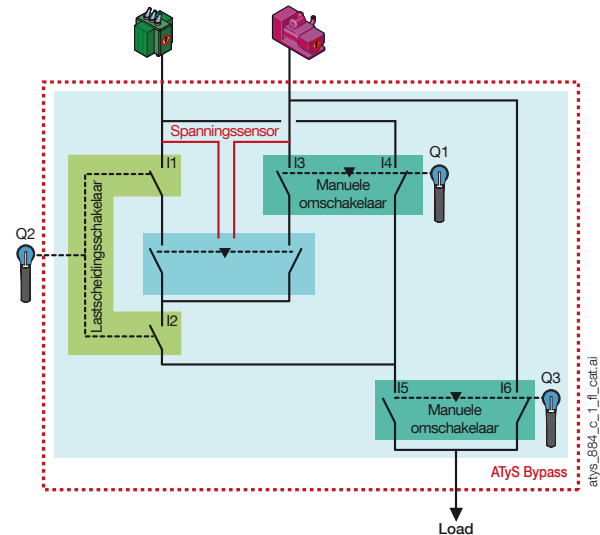 Spanningssensor
Q1
I1
I3
I4
Manuele
omschakelaar
Q2
Lastscheidingsschakelaar
I2
I5
I6
Q3
Manuele
omschakelaar
ATyS Bypass
Load
atys_884_c_1_fl_cat.ai